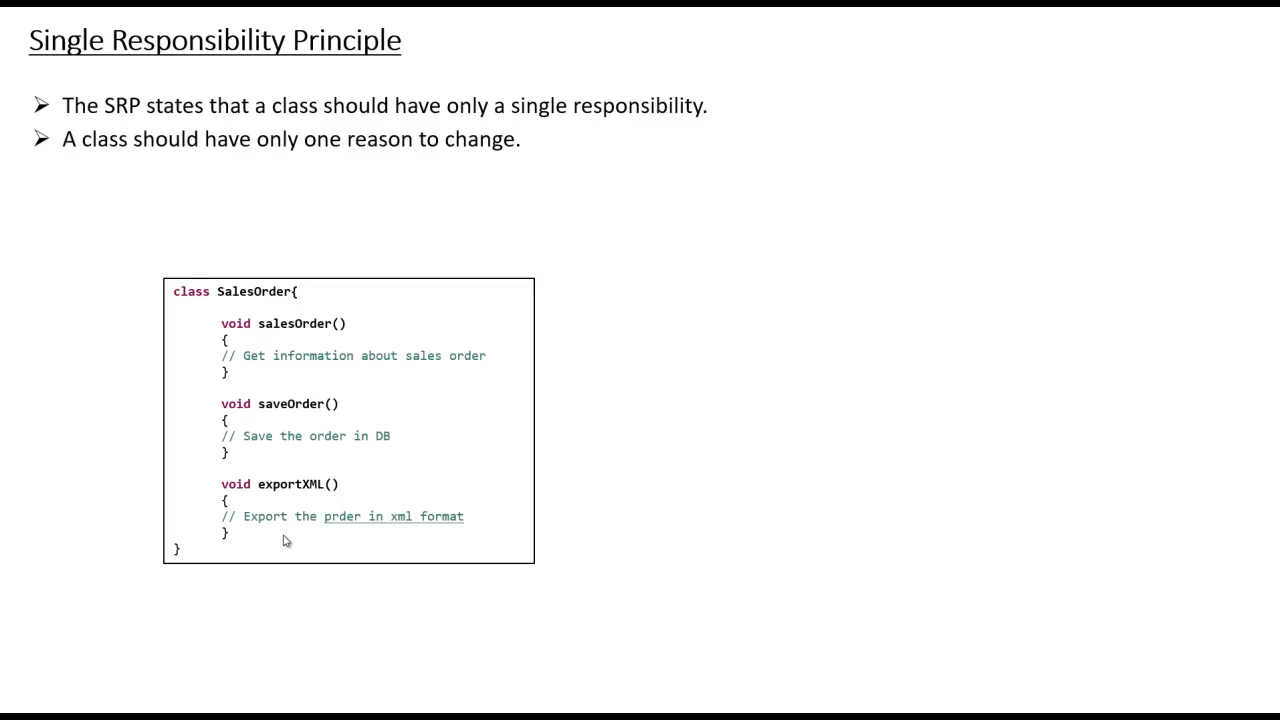 Single Responsibility Principle
➢ The SRP states that a class should have only a single responsibility.
➢ A class should have only one reason to change.
class SalesOrder{
void salesOrder()
{
// Get information about sales order
}
void saveOrder()
{
// Save the order in DB
}
void exportXML()
{
// Export the prder in xml format
}
}